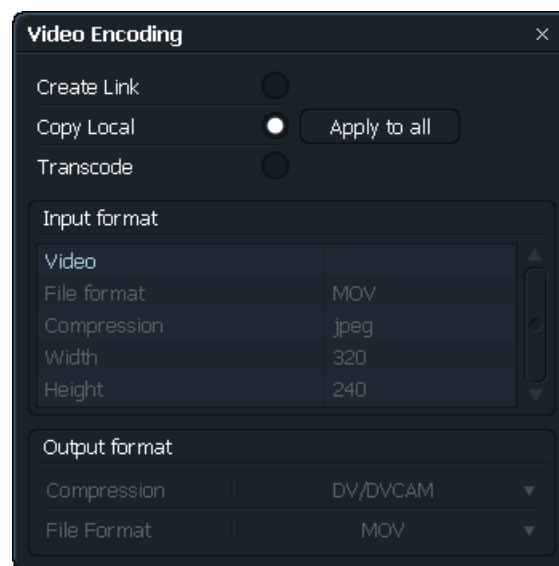 Video Encoding
Create Link
Copy Local Apply to all
Transcode
Input format
Video
File format MOV
Compression jpeg
Width 320
Height 240
Output format
Compression DV/DVCAM
File Format MOV